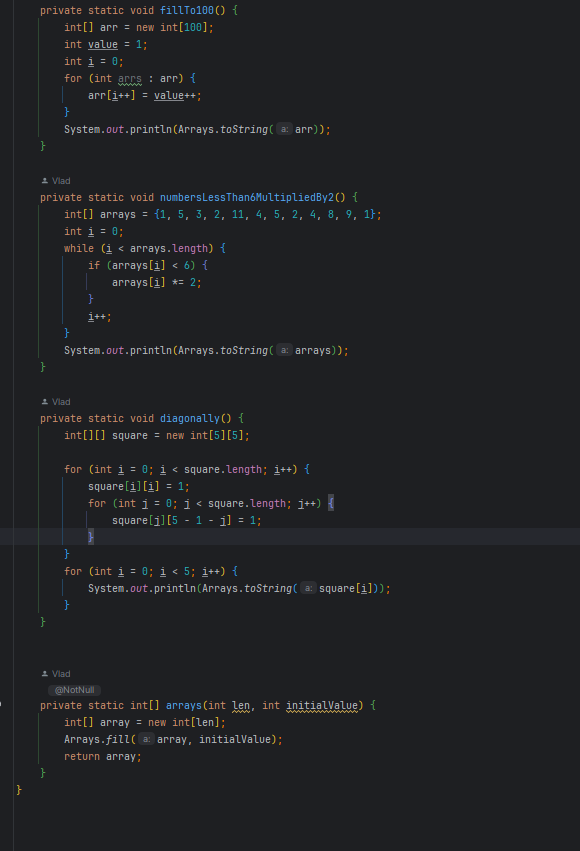 private static void fillTo100() {
int[] arr = new int[100];
int value = 1;
int i = 0;
for (int arrs : arr) {
arr[i++] = value++;
}
System.out.println(Arrays.toString( a: arr));
}
Vlad
private static void numbersLessThan6MultipliedBy2() {
int[] arrays = {1, 5, 3, 2, 11, 4, 5, 2, 4, 8, 9, 1};
int i = 0;
while (i < arrays.length) {
if (arrays[i] < 6) {
arrays[i] *= 2;
}
i++;
}
System.out.println(Arrays.toString( a: arrays));
}
Vlad
private static void diagonally() {
int[][] square = new int[5][5];
for (int i = 0; i < square.length; i++) {
square[i][i] = 1;
for (int j = 0; j < square.length; j++) {
square[j][5 - 1 - j] = 1;
}
}
for (int i = 0; i < 5; i++) {
System.out.println(Arrays.toString( a: square[i]));
}
}
Vlad
@NotNull
private static int[] arrays(int len, int initialValue) {
int[] array = new int[len];
Arrays.fill( a: array, initialValue);
return array;
}
}